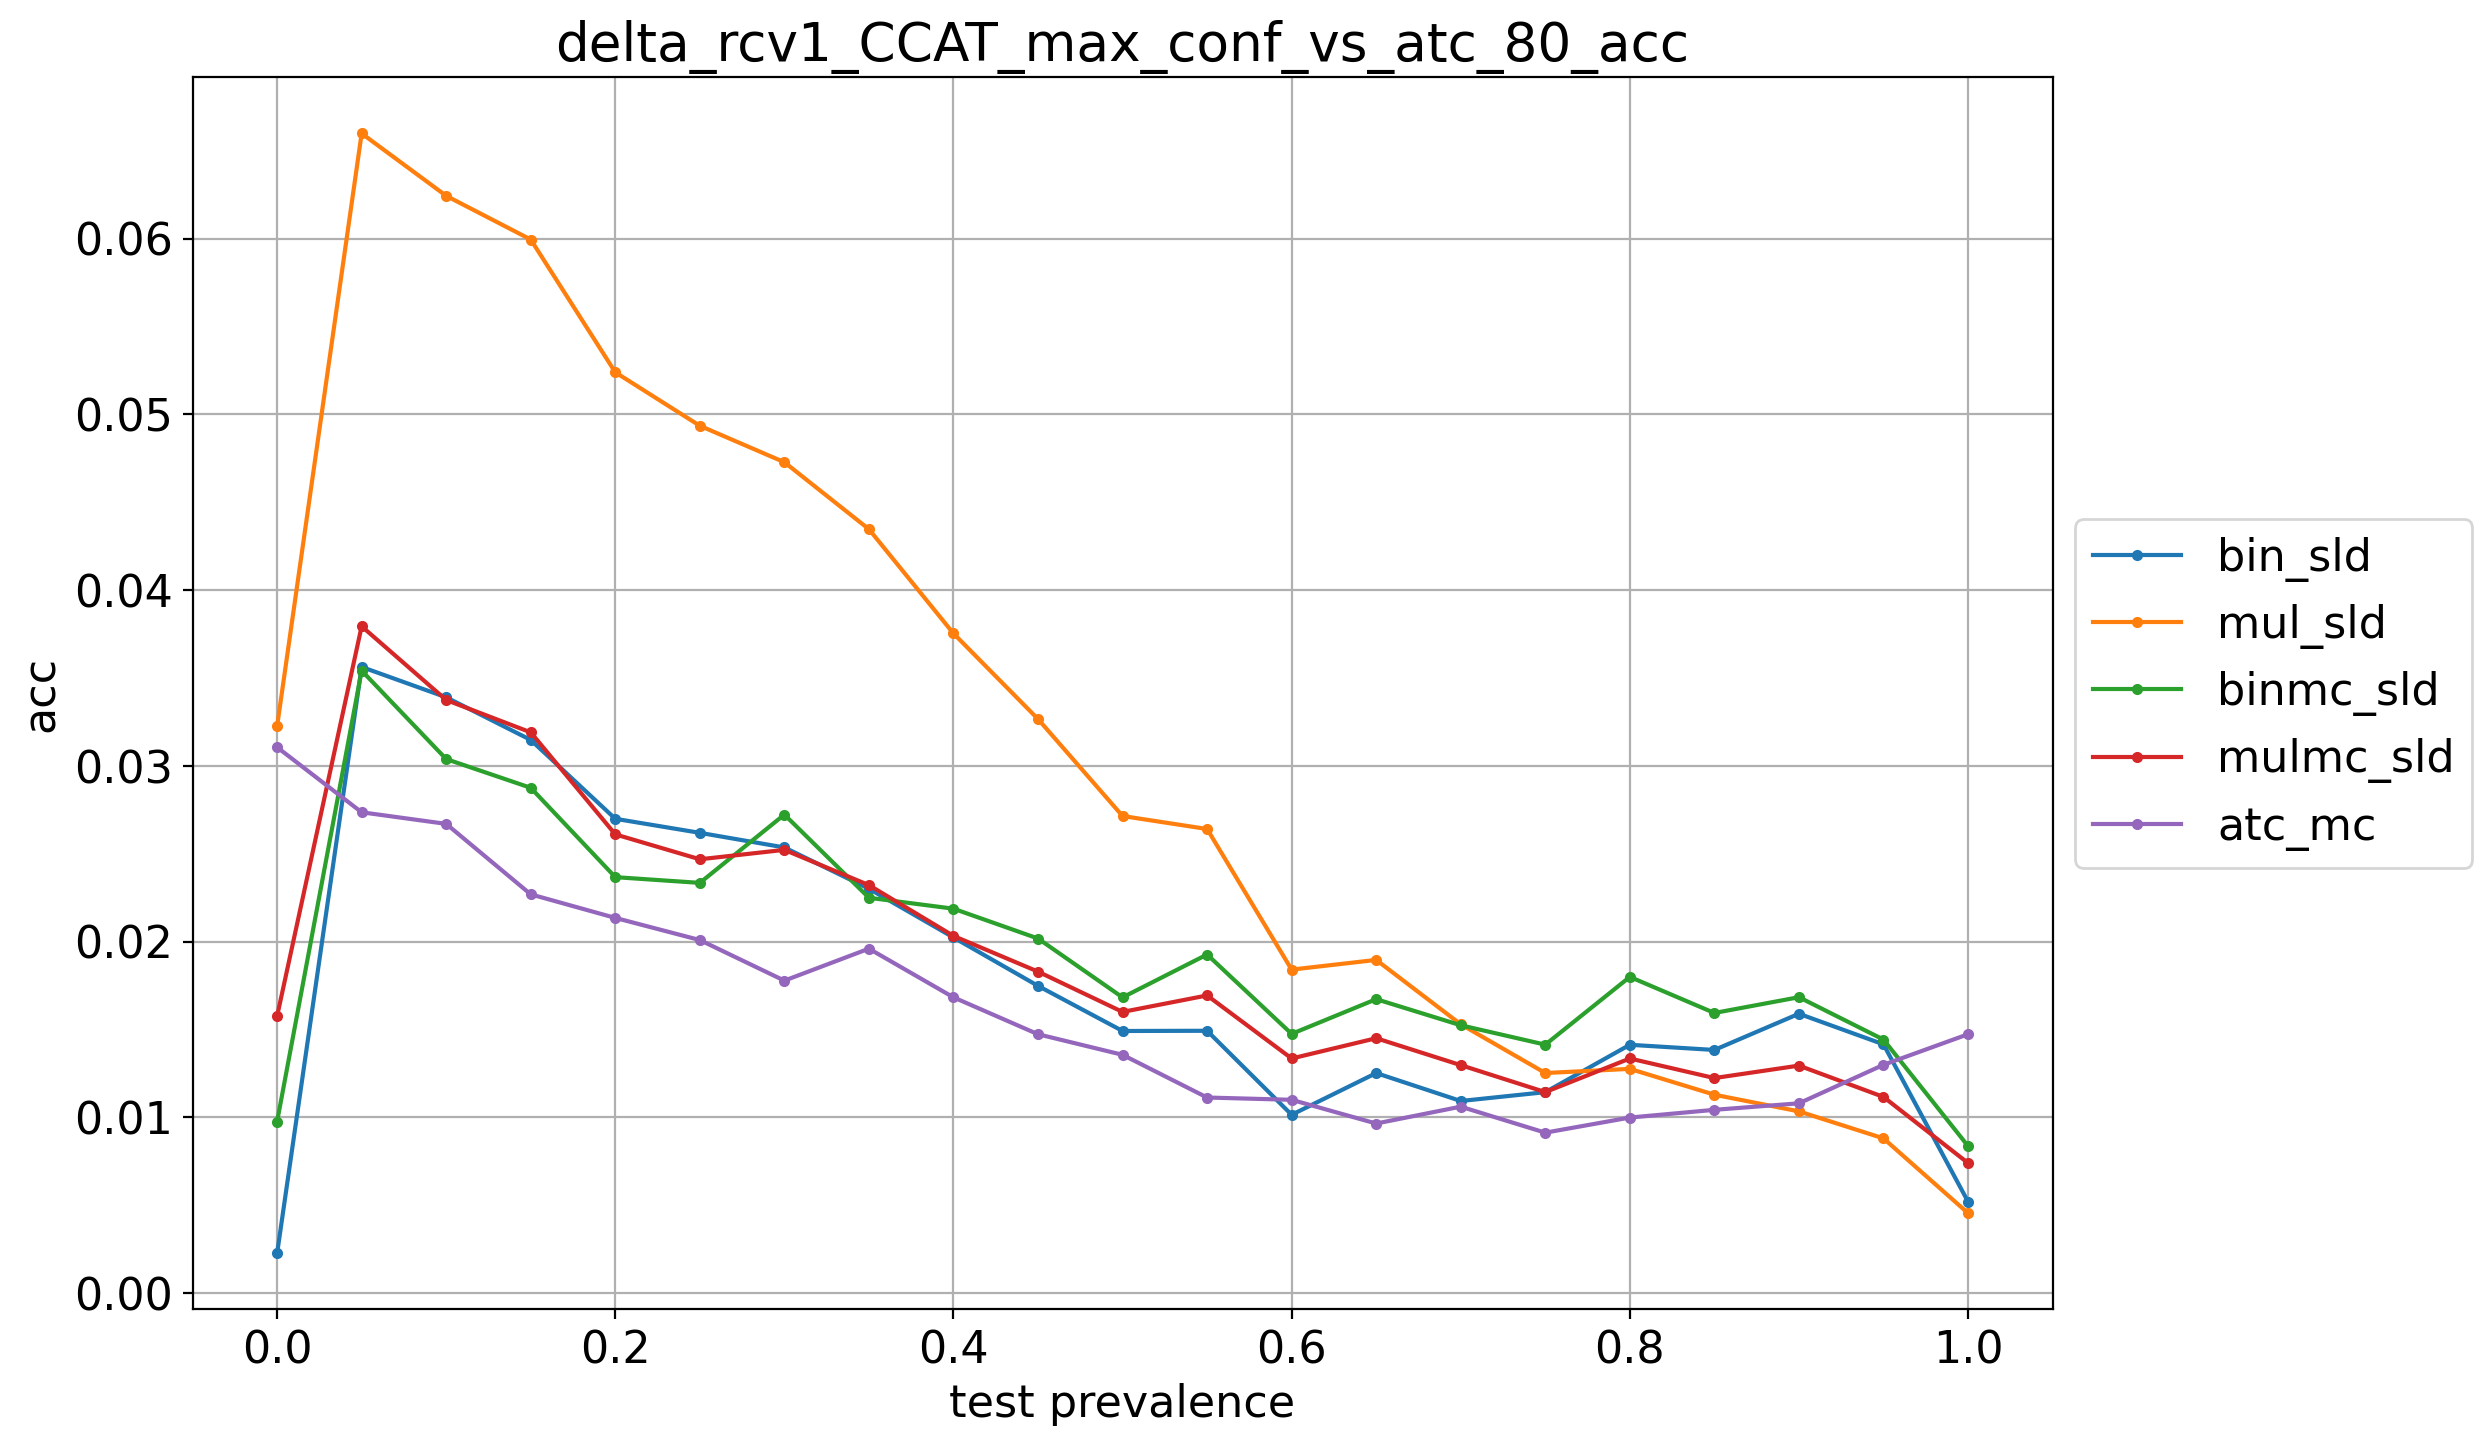 delta_rcv1_CCAT_max_conf_vs_atc_80_acc
acc
0.06
0.05
0.04
0.03
0.02
0.01
0.00
0.0 0.2 0.4 0.6 0.8 1.0
test prevalence
bin_sld
mul_sld
binmc_sld
mulmc_sld
atc_mc